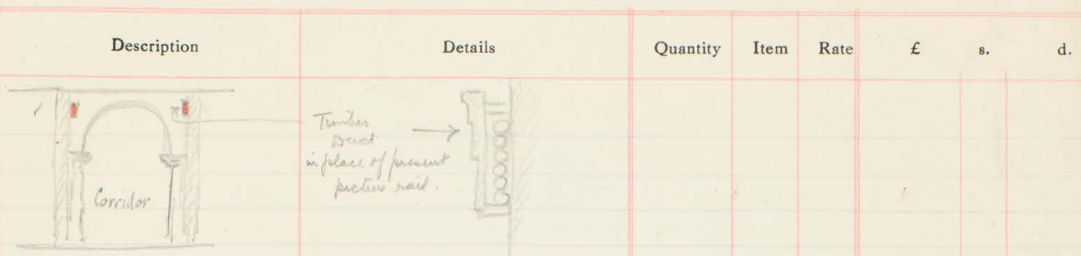 Description Details Quantity Item Rate £ s. d.
Timber
Duct
in place of present
picture rail.
Corridor